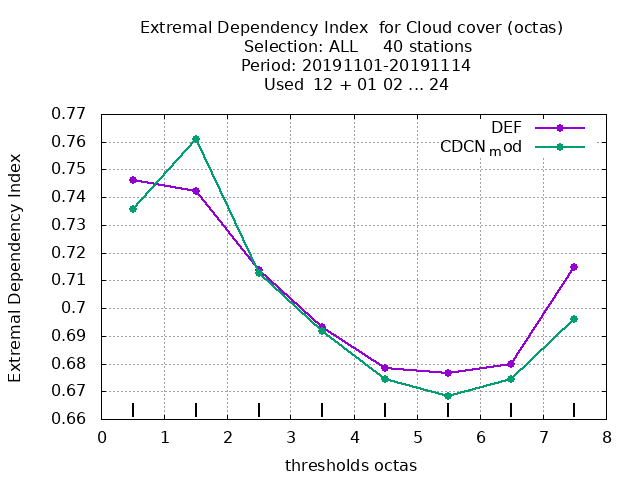 Extremal Dependency Index  for Cloud cover (octas)
Selection: ALL     40 stations
Period: 20191101-20191114
Used  12 + 01 02 ... 24
DEF
CDCNmod
0.77
0.76
0.75
0.74
0.73
0.72
0.71
0.7
0.69
0.68
0.67
0.66
Extremal Dependency Index
0 1 2 3 4 5 6 7 8
thresholds octas